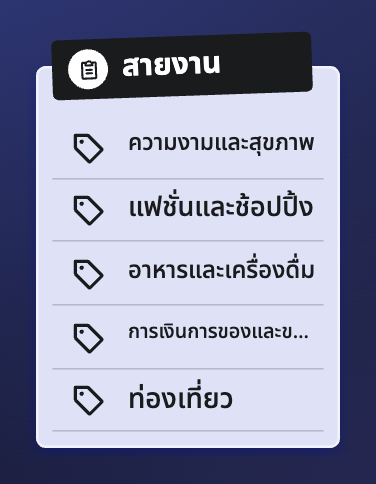 สายงาน
ความงามและสุขภาพ
แฟชั่นและช้อปปิ้ง
อาหารและเครื่องดื่ม
การเงินการของและข...
ท่องเที่ยว